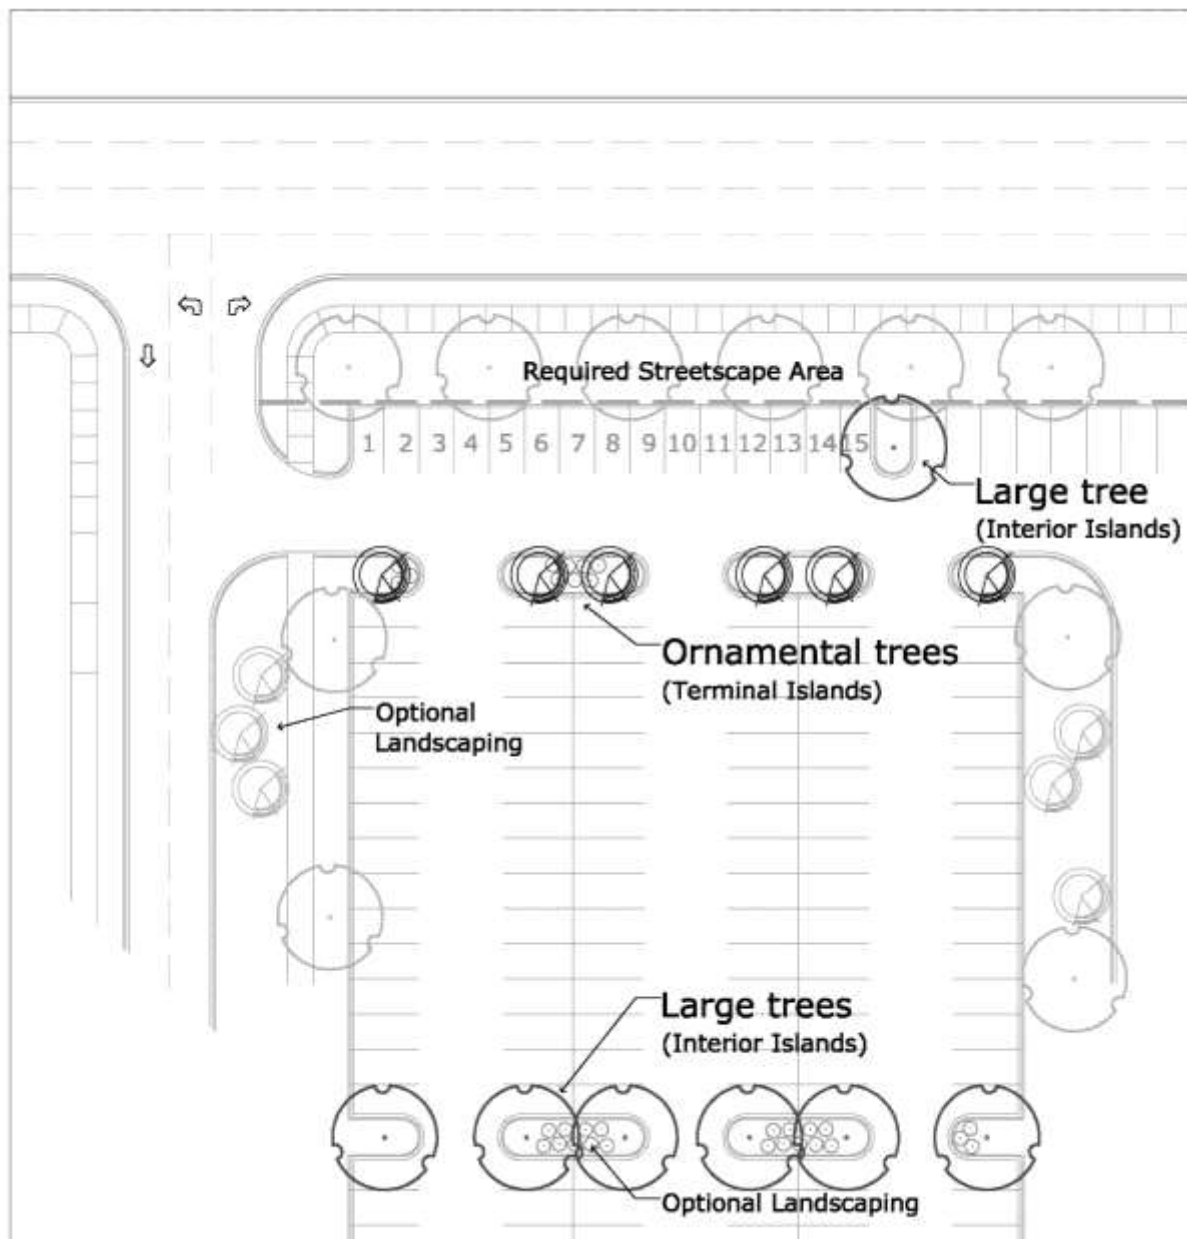 Required Streetscape Area
1 2 3 4 5 6 7 8 9 10 11 12 13 14 15
Large tree
(Interior Islands)
Ornamental trees
(Terminal Islands)
Optional
Landscaping
Large trees
(Interior Islands)
Optional Landscaping